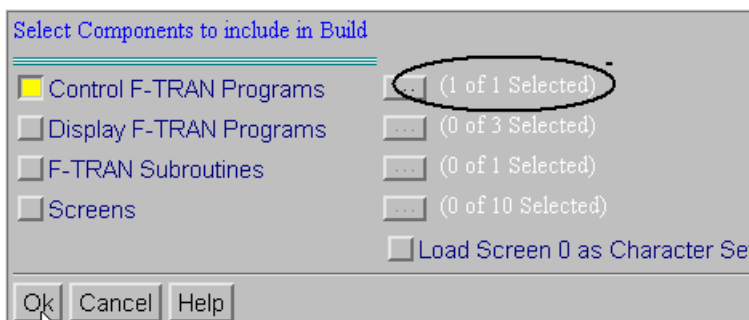 Select Components to include in Build
Control F-TRAN Programs ... (1 of 1 Selected)
Display F-TRAN Programs ... (0 of 3 Selected)
F-TRAN Subroutines ... (0 of 1 Selected)
Screens ... (0 of 10 Selected)
Load Screen 0 as Character Se
Ok Cancel Help